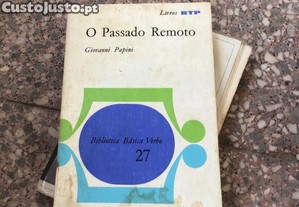 CustoJusto.pt
Livros RTP
O Passado Remoto
Giovanni Papini
Biblioteca Básica Verbo
27